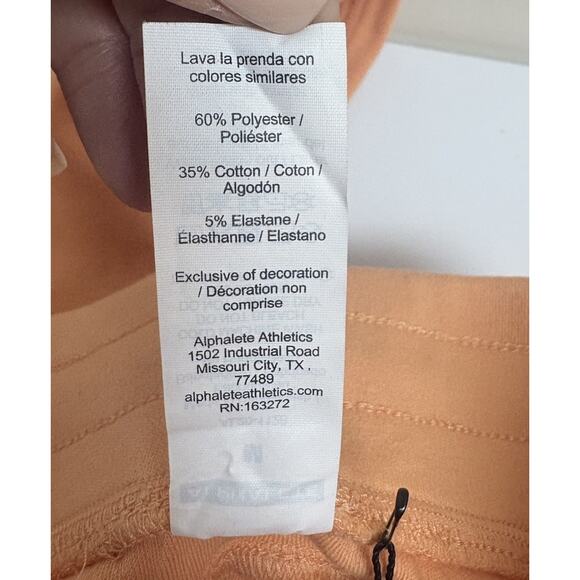 Lava la prenda con
colores similares
60% Polyester /
Poliéster
35% Cotton / Coton /
Algodón
5% Elastane /
Élasthanne / Elastano
Exclusive of decoration
/ Décoration non
comprise
Alphalete Athletics
1502 Industrial Road
Missouri City, TX ,
77489
alphaleteathletics.com
RN:163272